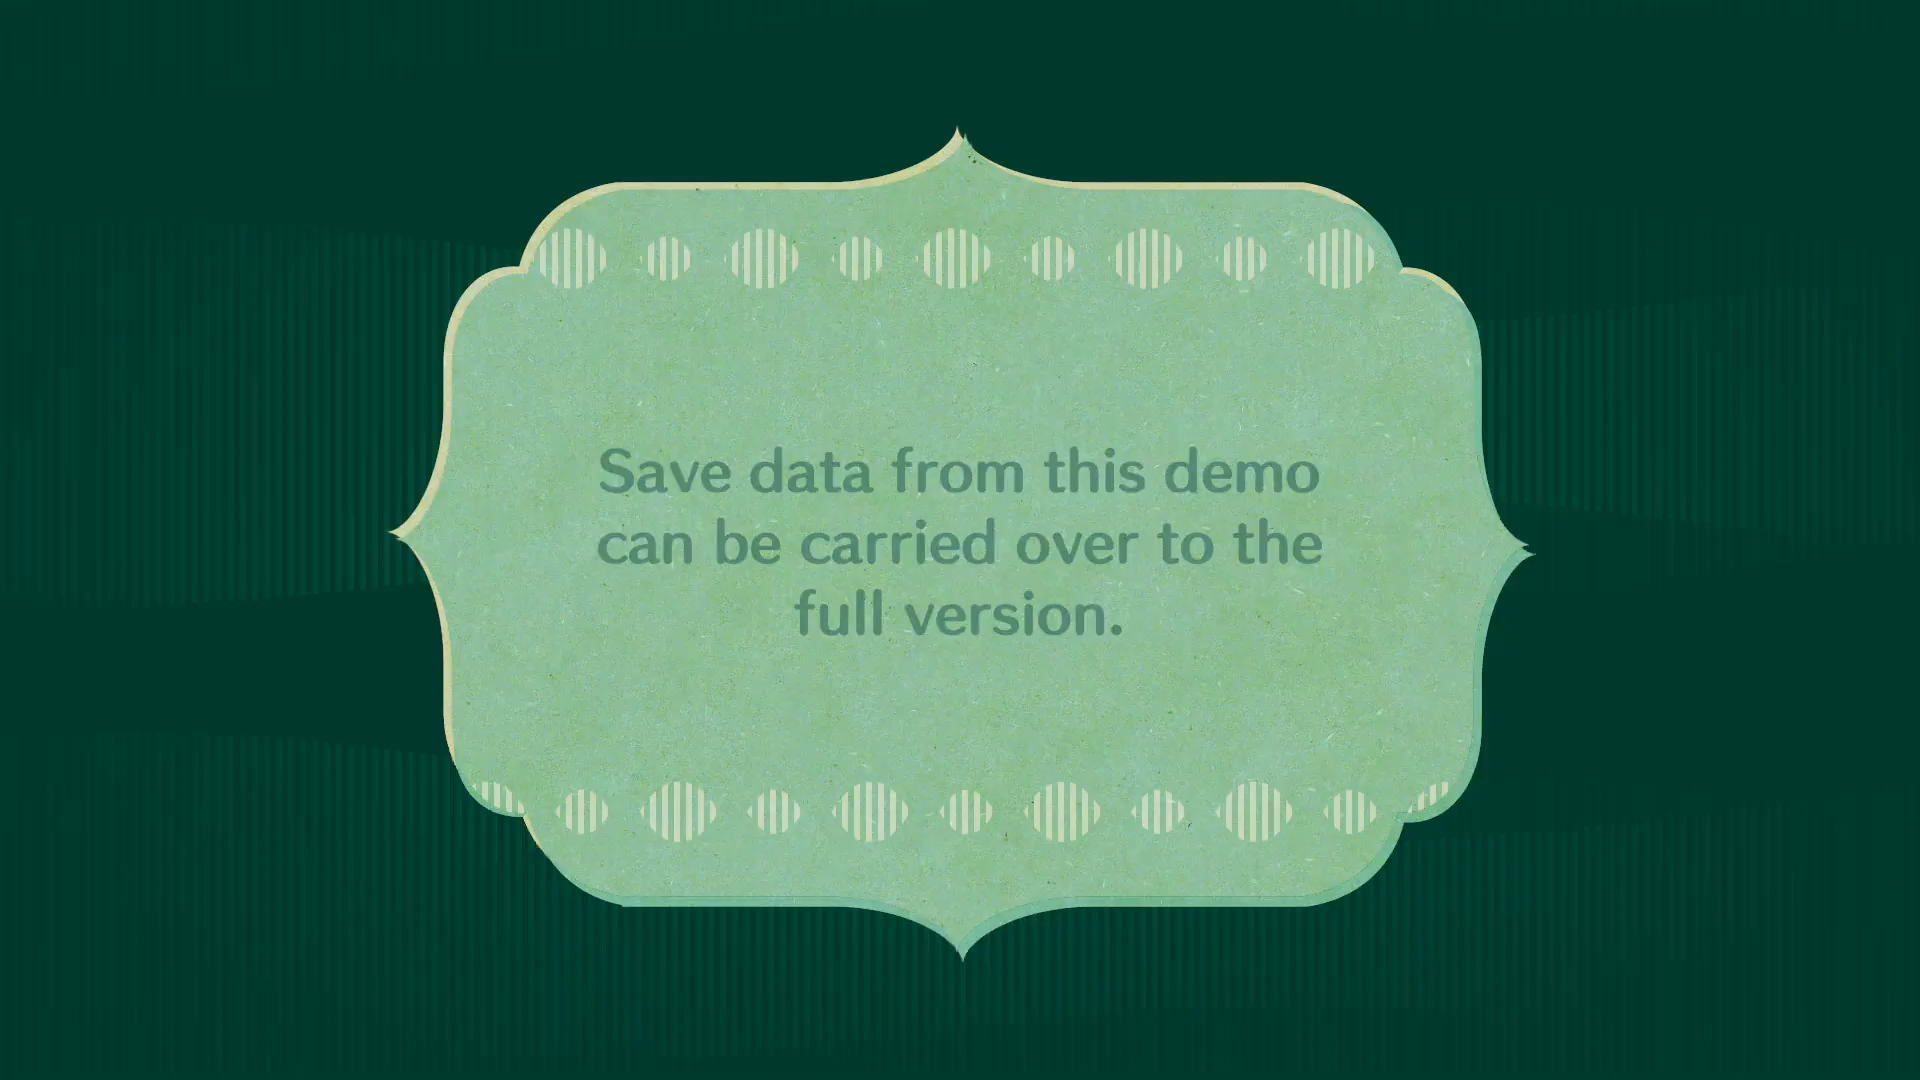 Save data from this demo
can be carried over to the
full version.